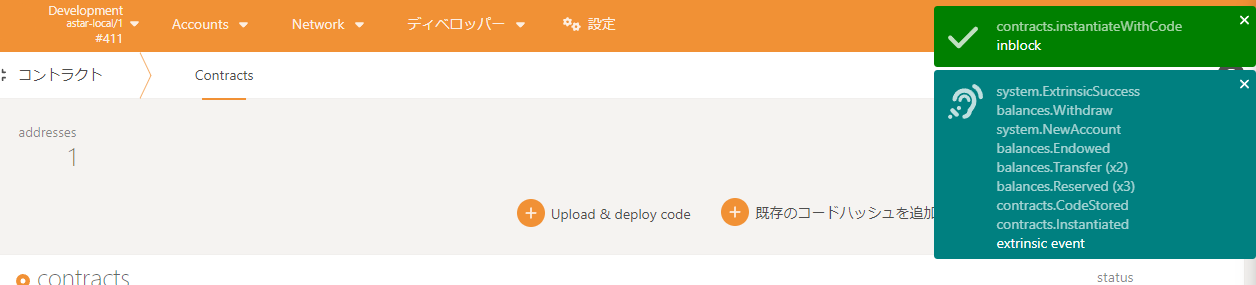 Development
astar-local/1
#411
Accounts
Network
ディベロッパー
設定
contracts.instantiateWithCode
inblock
コントラクト
Contracts
system.ExtrinsicSuccess
balances.Withdraw
system.NewAccount
balances.Endowed
balances.Transfer (x2)
balances.Reserved (x3)
contracts.CodeStored
contracts.Instantiated
extrinsic event
addresses
1
Upload & deploy code
既存のコードハッシュを追加
contracts
status